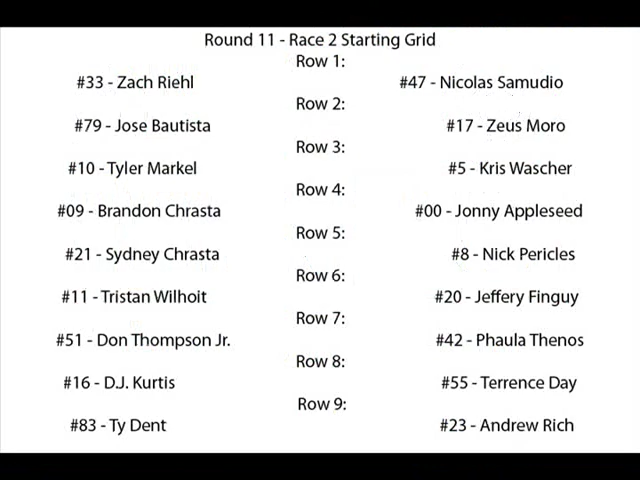 Round 11 - Race 2 Starting Grid
Row 1:
#33 - Zach Riehl #47 - Nicolas Samudio
Row 2:
#79 - Jose Bautista #17 - Zeus Moro
Row 3:
#10 - Tyler Markel #5 - Kris Wascher
Row 4:
#09 - Brandon Chrasta #00 - Jonny Appleseed
Row 5:
#21 - Sydney Chrasta #8 - Nick Pericles
Row 6:
#11 - Tristan Wilhoit #20 - Jeffery Finguy
Row 7:
#51 - Don Thompson Jr. #42 - Phaula Thenos
Row 8:
#16 - D.J. Kurtis #55 - Terrence Day
Row 9:
#83 - Ty Dent #23 - Andrew Rich